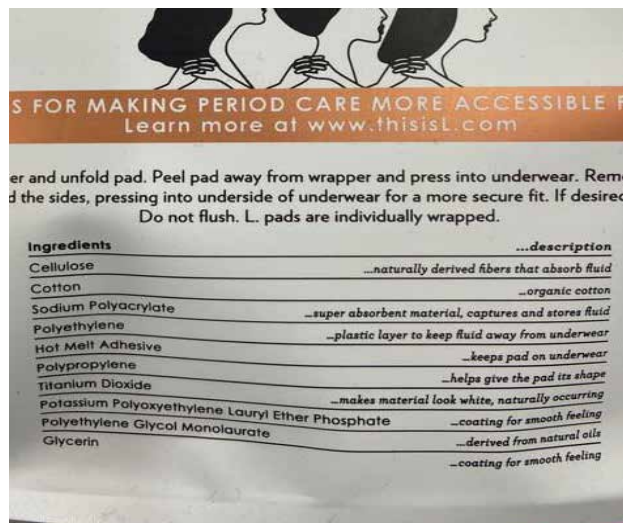 S FOR MAKING PERIOD CARE MORE ACCESSIBLE F
Learn more at www.thisisL.com
er and unfold pad. Peel pad away from wrapper and press into underwear. Rem
d the sides, pressing into underside of underwear for a more secure fit. If desired
Do not flush. L. pads are individually wrapped.
Ingredients ...description
Cellulose ...naturally derived fibers that absorb fluid
Cotton ...organic cotton
Sodium Polyacrylate ...super absorbent material, captures and stores fluid
Polyethylene ...plastic layer to keep fluid away from underwear
Hot Melt Adhesive ...keeps pad on underwear
Polypropylene ...helps give the pad its shape
Titanium Dioxide ...makes material look white, naturally occurring
Potassium Polyoxyethylene Lauryl Ether Phosphate ...coating for smooth feeling
Polyethylene Glycol Monolaurate ...derived from natural oils
Glycerin ...coating for smooth feeling